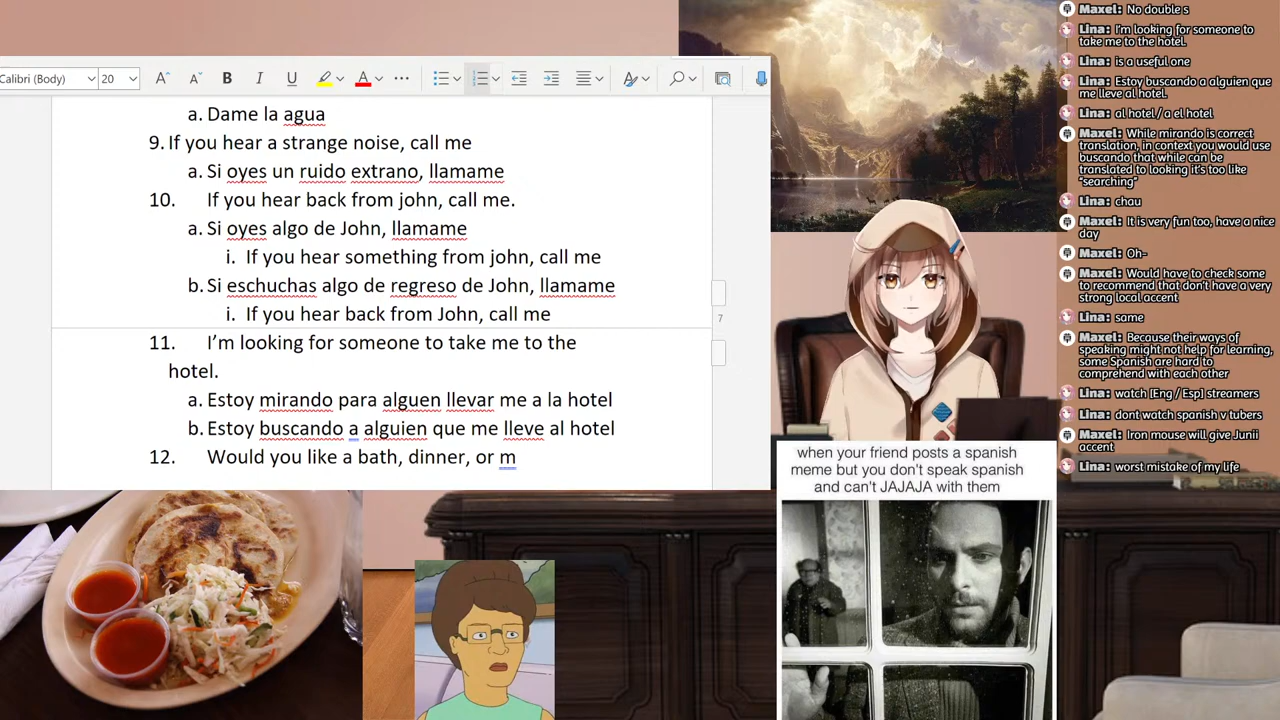 Calibri (Body)
20
a. Dame la agua
9. If you hear a strange noise, call me
a. Si oyes un ruido extrano, llamame
10. If you hear back from john, call me.
a. Si oyes algo de John, llamame
i. If you hear something from john, call me
b. Si eschuchas algo de regreso de John, llamame
i. If you hear back from John, call me
7
11. I’m looking for someone to take me to the
hotel.
a. Estoy mirando para alguen llevar me a la hotel
b. Estoy buscando a alguien que me lleve al hotel
12. Would you like a bath, dinner, or m
when your friend posts a spanish
meme but you don't speak spanish
and can't JAJAJA with them
Maxel: No double s
Lina: I'm looking for someone to
take me to the hotel.
Lina: is a useful one
Lina: Estoy buscando a alguien que
me lleve al hotel.
Lina: al hotel / a el hotel
Maxel: While mirando is correct
translation, in context you would use
buscando that while can be
translated to looking it's too like
"searching"
Lina: chau
Maxel: It is very fun too, have a nice
day
Maxel: Oh-
Maxel: Would have to check some
to recommend that don't have a very
strong local accent
Lina: same
Maxel: Because their ways of
speaking might not help for learning,
some Spanish are hard to
comprehend with each other
Lina: watch [Eng / Esp] streamers
Lina: dont watch spanish v tubers
Maxel: Iron mouse will give Junii
accent
Lina: worst mistake of my life